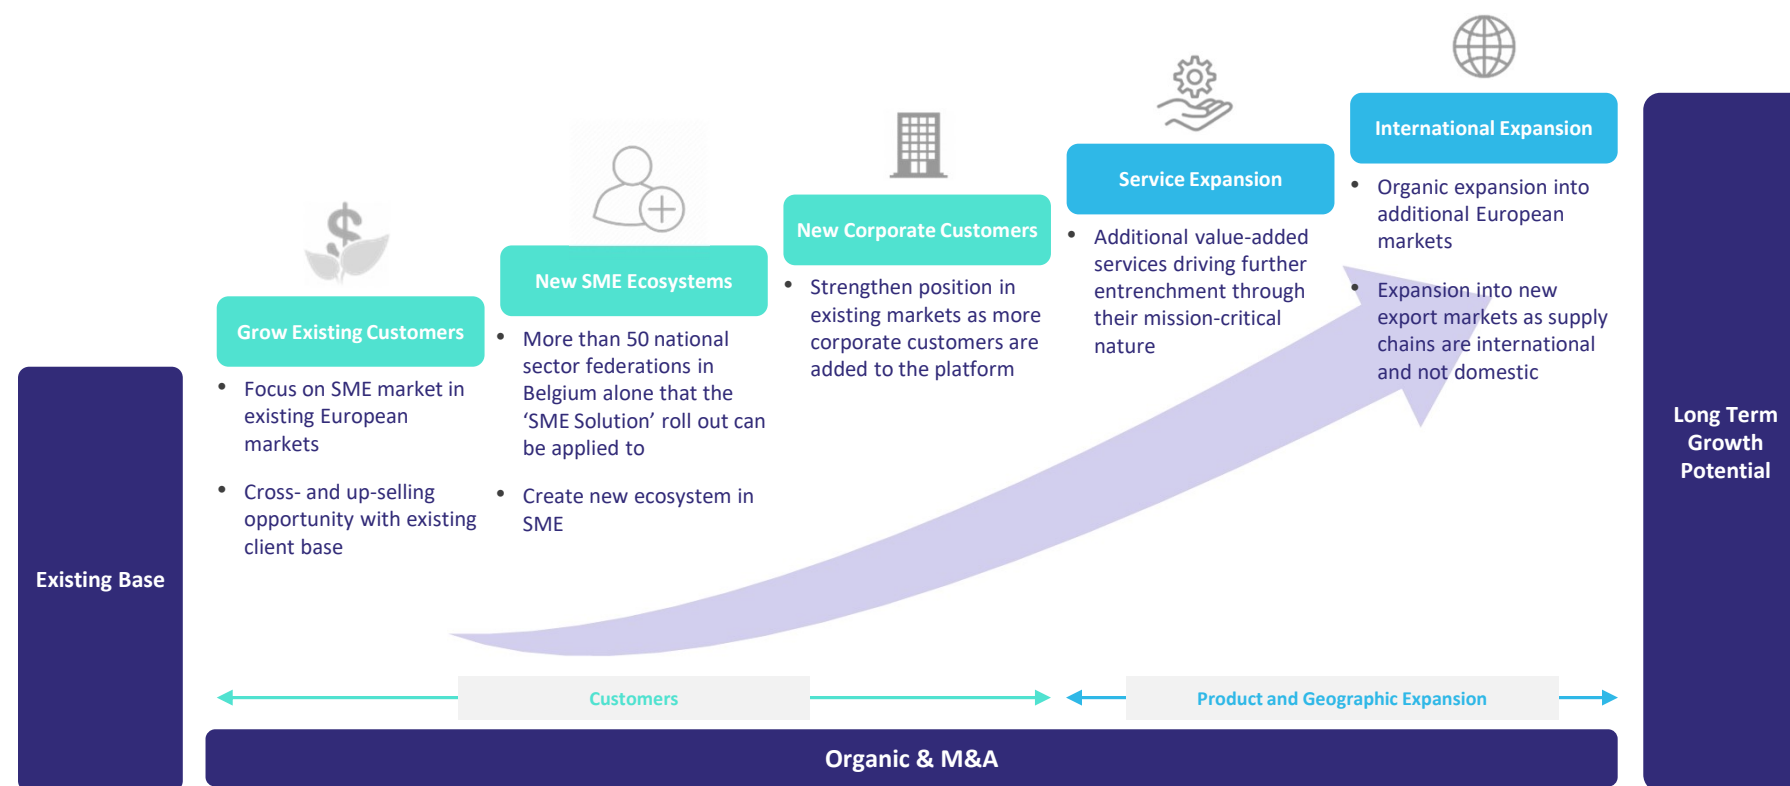 Existing Base
Grow Existing Customers
• Focus on SME market in
existing European
markets
• Cross- and up-selling
opportunity with existing
client base
New SME Ecosystems
• More than 50 national
sector federations in
Belgium alone that the
‘SME Solution’ roll out can
be applied to
• Create new ecosystem in
SME
New Corporate Customers
• Strengthen position in
existing markets as more
corporate customers are
added to the platform
Service Expansion
• Additional value-added
services driving further
entrenchment through
their mission-critical
nature
International Expansion
• Organic expansion into
additional European
markets
• Expansion into new
export markets as supply
chains are international
and not domestic
Long Term
Growth
Potential
Customers
Product and Geographic Expansion
Organic & M&A